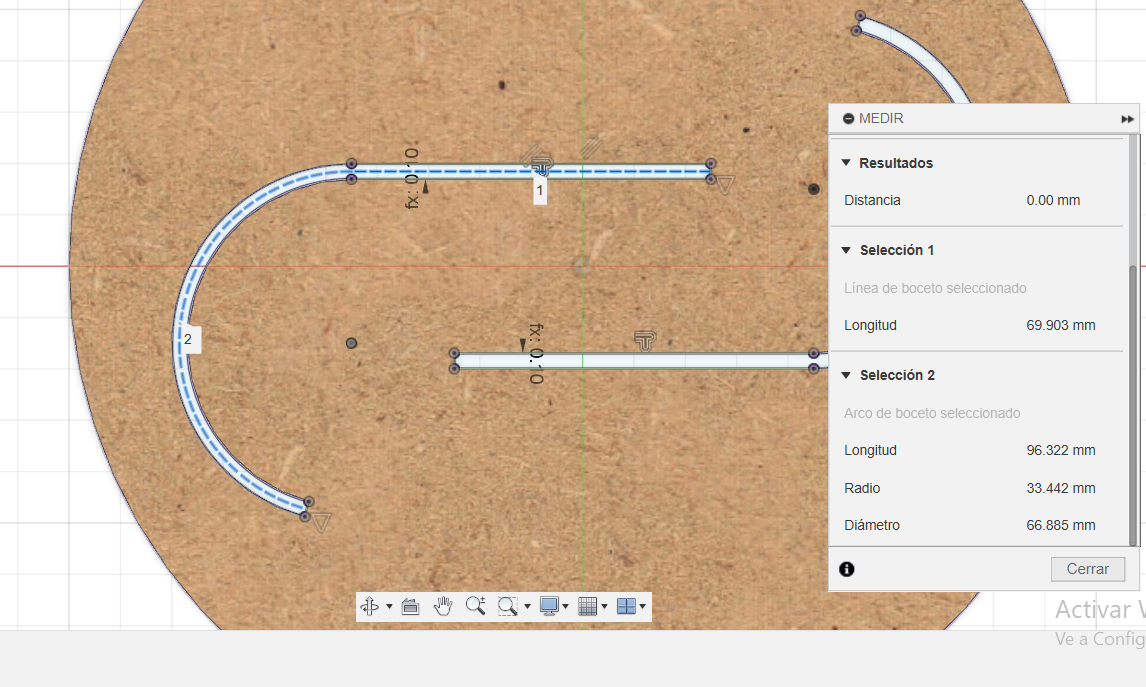 MEDIR
Resultados
Distancia 0.00 mm
Selección 1
Línea de boceto seleccionado
Longitud 69.903 mm
Selección 2
Arco de boceto seleccionado
Longitud 96.322 mm
Radio 33.442 mm
Diámetro 66.885 mm
Cerrar
fx: 0.10
1
2
fx: 0.10
Activar W
Ve a Config